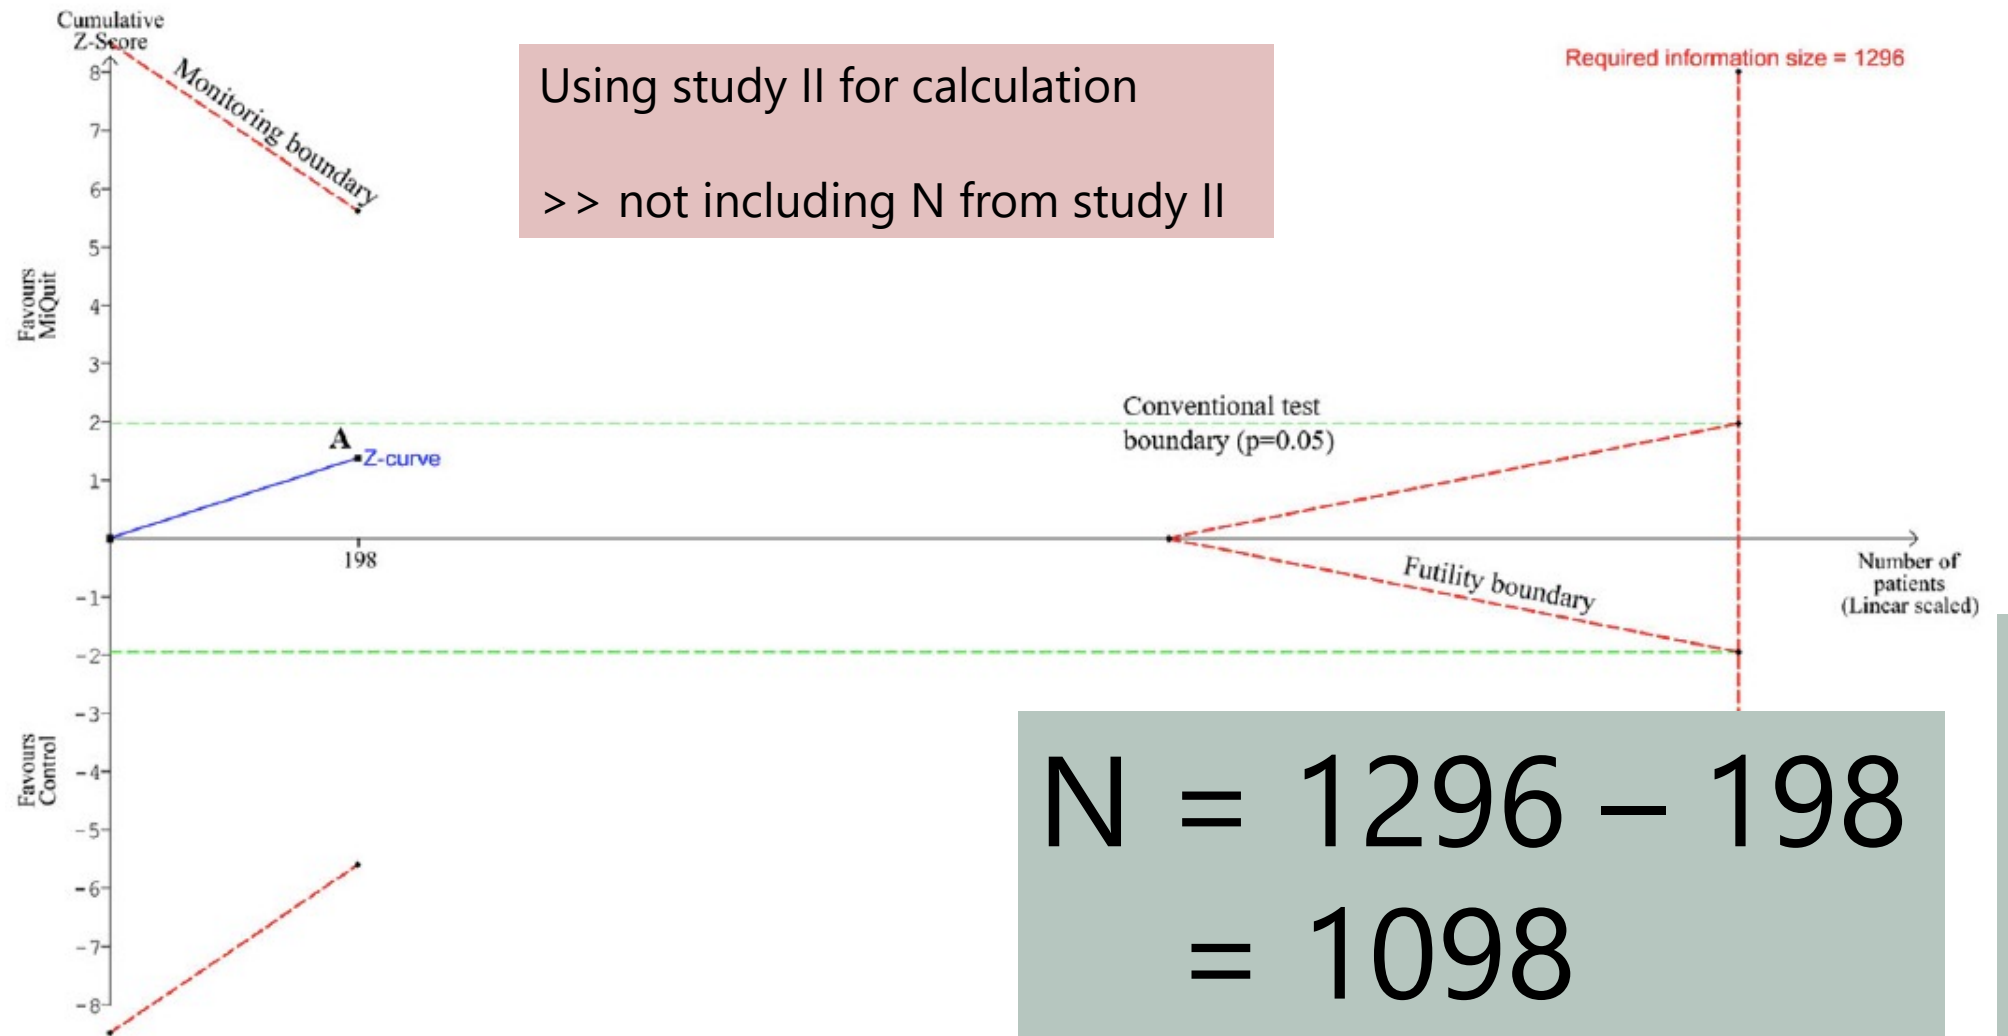 Cumulative
Z-Score
8
Monitoring boundary
7
6
5
4
3
2
1
-1
-2
-3
-4
-5
-6
-7
-8
Favours
MiQuit
Favours
Control
Using study II for calculation
>> not including N from study II
Required information size = 1296
Conventional test
boundary (p=0.05)
A
Z-curve
198
Futility boundary
Number of
patients
(Linear scaled)
N = 1296 – 198
= 1098